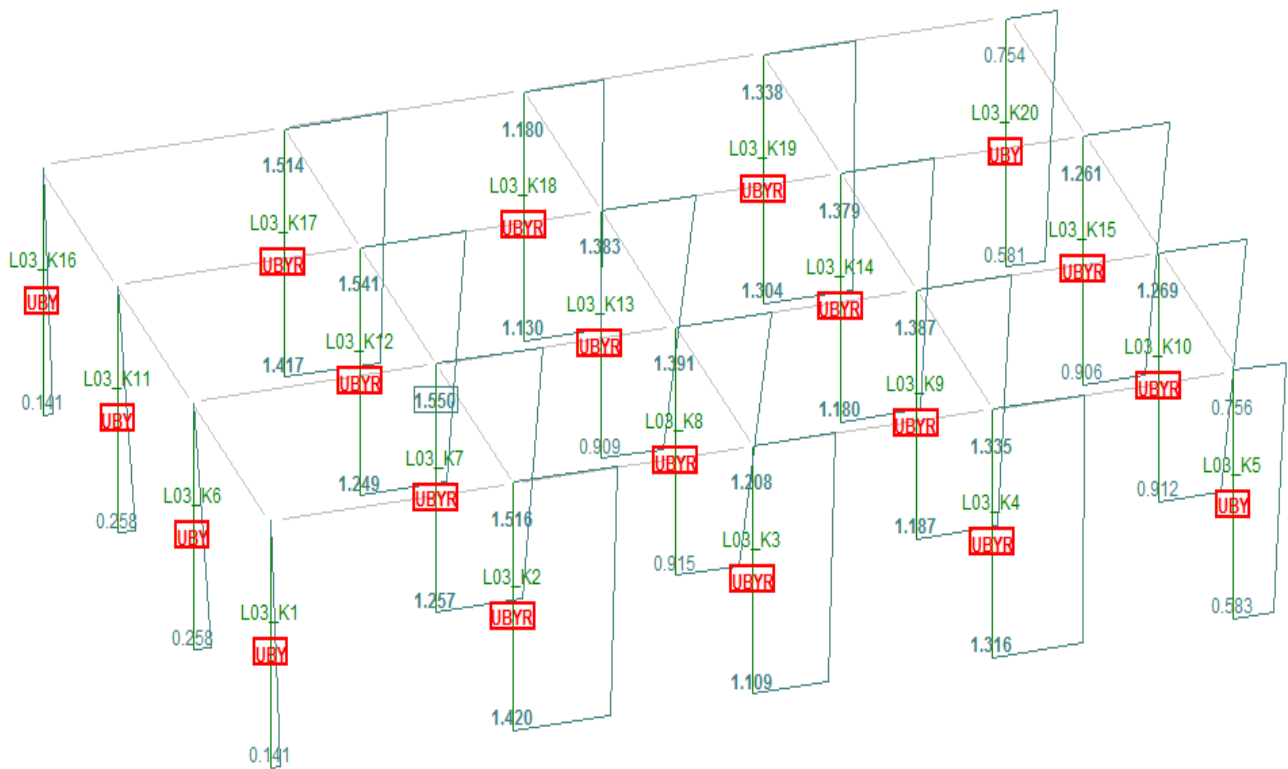 0.754
1.338
L03_K20
1.180
UBY
L03_K19
1.514
1.261
UBYR
L03_K18
1.379
UBYR
L03_K17
L03_K15
1.383
0.581
UBYR
L03_K16
UBYR
1.269
L03_K14
1.541
1.304
UBY
UBYR
L03_K13
1.387
1.130
UBYR
L03_K12
L03_K10
1.391
0.906
1.417
UBYR
UBYR
L03_K11
L03_K9
0.141
1.550
0.756
1.180
UBY
UBYR
L03_K8
1.335
1.208
0.909
UBYR
L03_K7
L03_K5
1.249
0.912
1.516
UBYR
UBY
L03_K6
L03_K4
0.258
UBY
1.187
UBYR
L03_K3
0.915
UBYR
L03_K2
1.257
UBYR
L03_K1
0.583
0.258
UBY
1.316
1.109
1.420
0.141